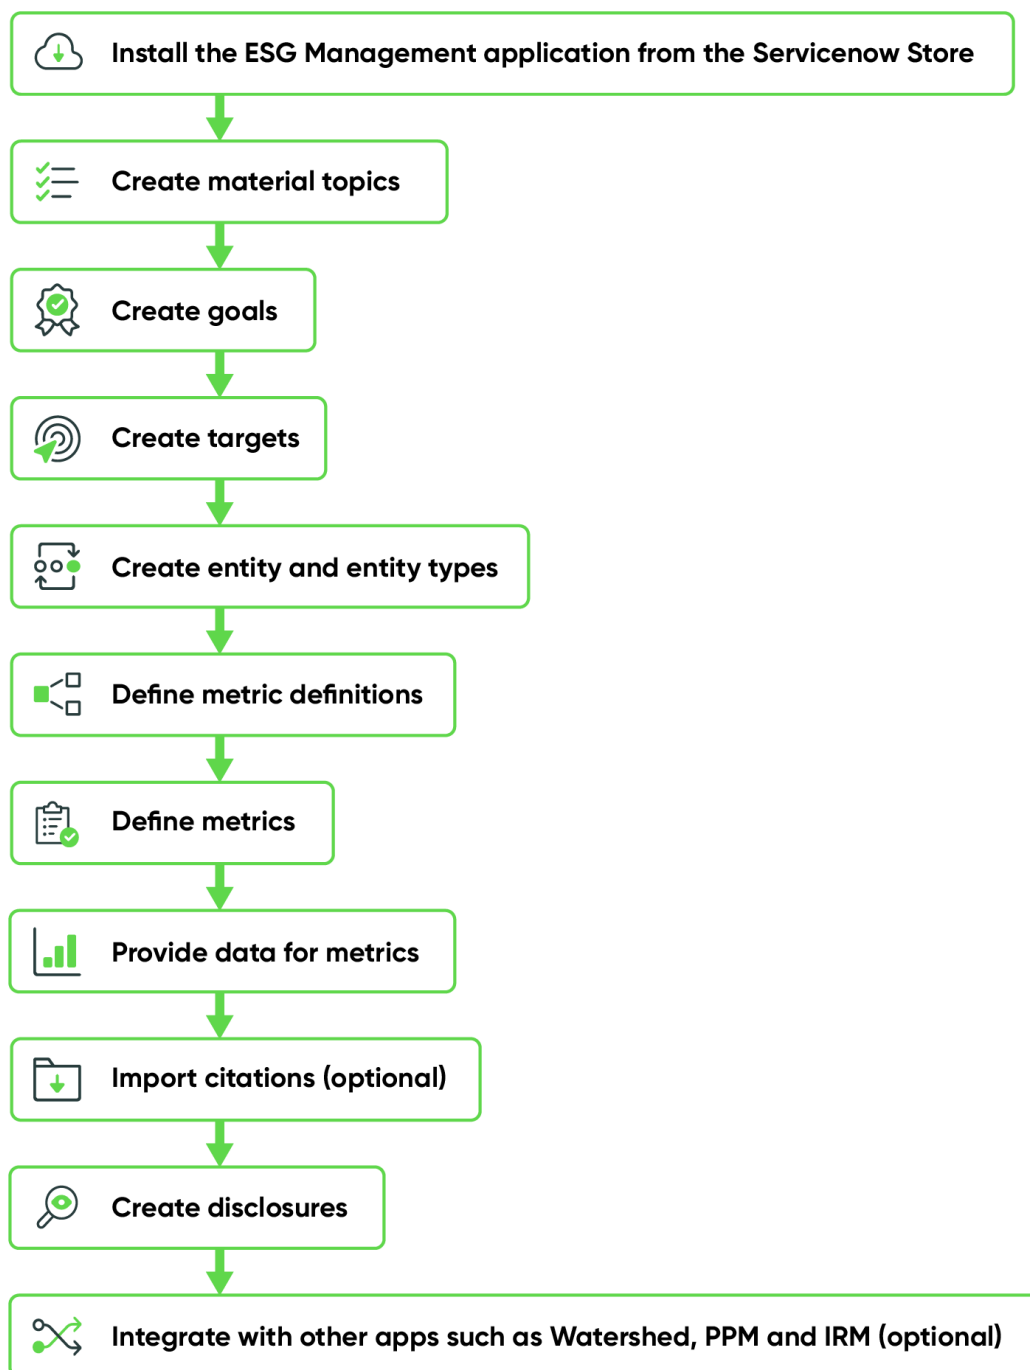 Install the ESG Management application from the Servicenow Store
Create material topics
Create goals
Create targets
Create entity and entity types
Define metric definitions
Define metrics
Provide data for metrics
Import citations (optional)
Create disclosures
Integrate with other apps such as Watershed, PPM and IRM (optional)